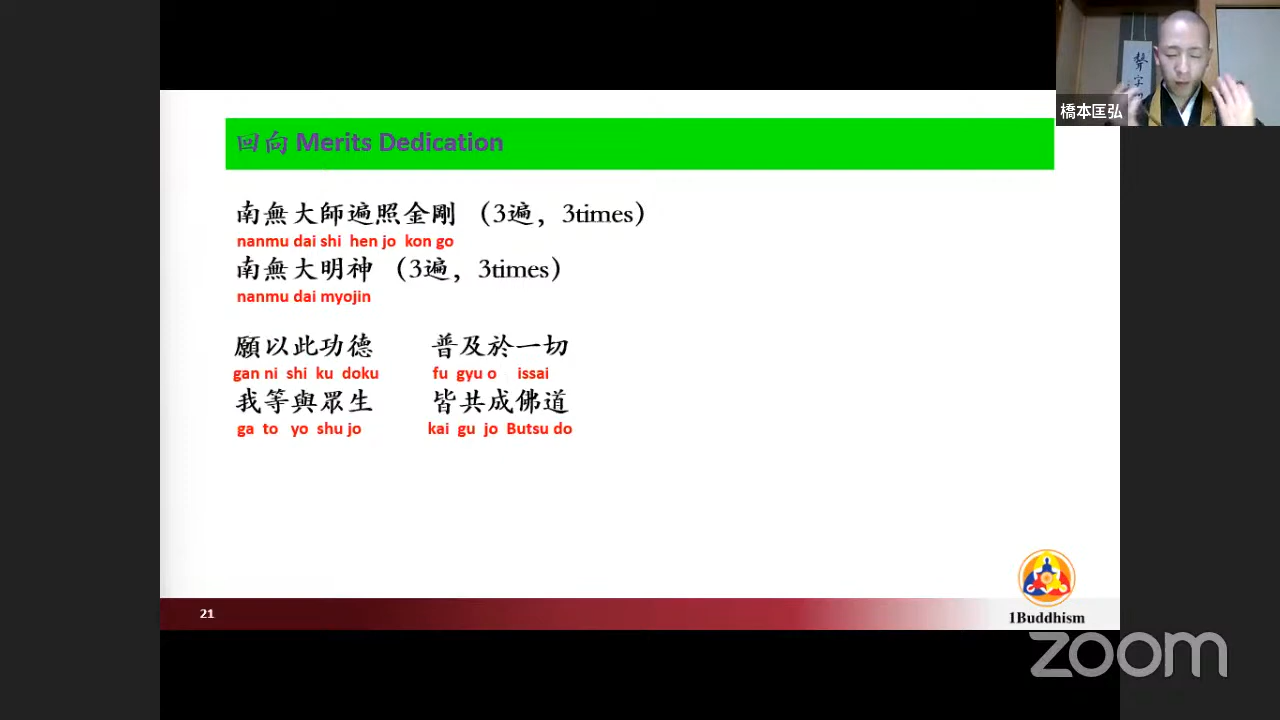 回向 Merits Dedication
南無大師遍照金剛 （3遍，3times）
nanmu dai shi hen jo kon go
南無大明神 （3遍，3times）
nanmu dai myojin
願以此功德 普及於一切
gan ni shi ku doku fu gyu o issai
我等與眾生 皆共成佛道
ga to yo shu jo kai gu jo Butsu do
21
1Buddhism
zoom
橋本匡弘
聲字